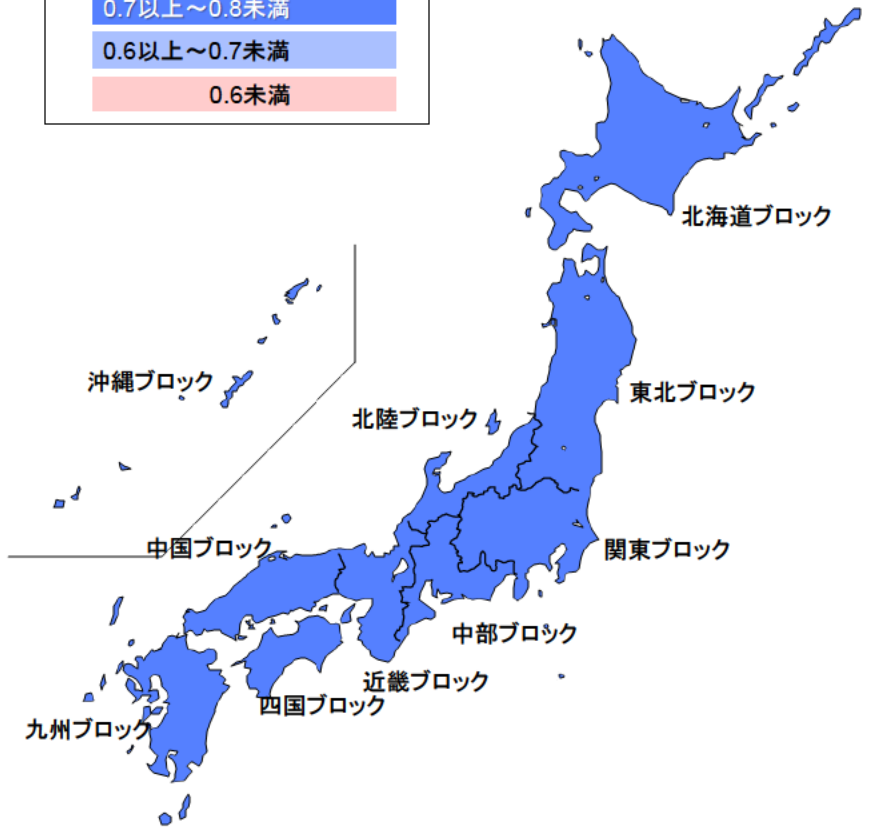 0.7以上～0.8未満
0.6以上～0.7未満
0.6未満
北海道ブロック
沖縄ブロック
東北ブロック
北陸ブロック
中国ブロック
関東ブロック
中部ブロック
近畿ブロック
四国ブロック
九州ブロック